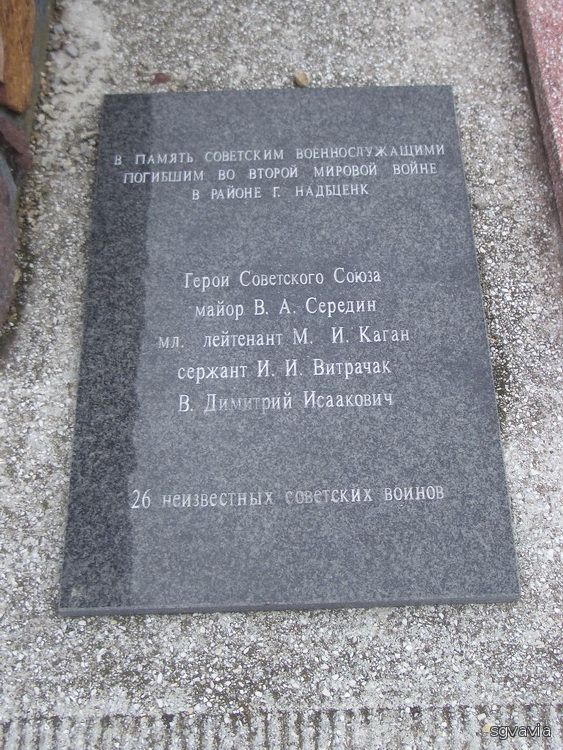 В ПАМЯТЬ СОВЕТСКИМ ВОЕННОСЛУЖАЩИМИ
ПОГИБШИМ ВО ВТОРОЙ МИРОВОЙ ВОЙНЕ
В РАЙОНЕ Г. НАДБЦЕНК
Герои Советского Союза
майор В. А. Середин
мл. лейтенант М. И. Каган
сержант И. И. Витрачак
В. Димитрий Исаакович
26 неизвестных советских воинов
sgvavia